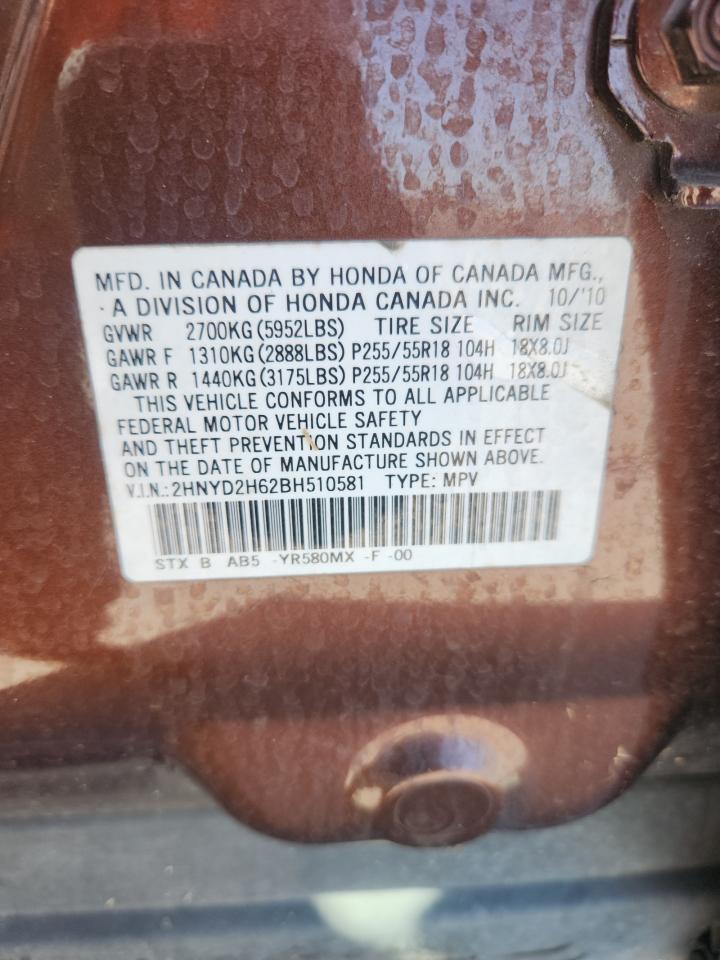 MFD. IN CANADA BY HONDA OF CANADA MFG.,
A DIVISION OF HONDA CANADA INC. 10/'10
GVWR 2700KG(5952LBS) TIRE SIZE RIM SIZE
GAWR F 1310KG(2888LBS) P255/55R18 104H 18X8.0J
GAWR R 1440KG(3175LBS) P255/55R18 104H 18X8.0J
THIS VEHICLE CONFORMS TO ALL APPLICABLE
FEDERAL MOTOR VEHICLE SAFETY
AND THEFT PREVENTION STANDARDS IN EFFECT
ON THE DATE OF MANUFACTURE SHOWN ABOVE.
V.I.N.:2HNYD2H62BH510581 TYPE: MPV
STX B AB5 -YR580MX -F -00